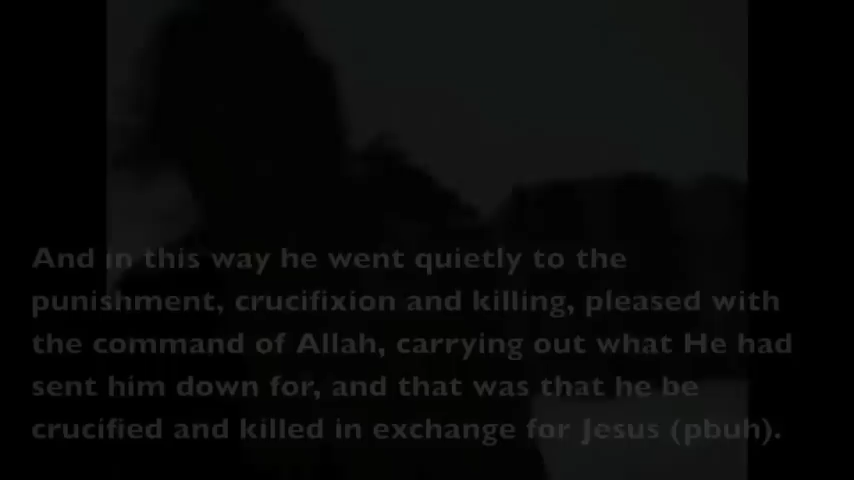 And in this way he went quietly to the
punishment, crucifixion and killing, pleased with
the command of Allah, carrying out what He had
sent him down for, and that was that he be
crucified and killed in exchange for Jesus (pbuh).